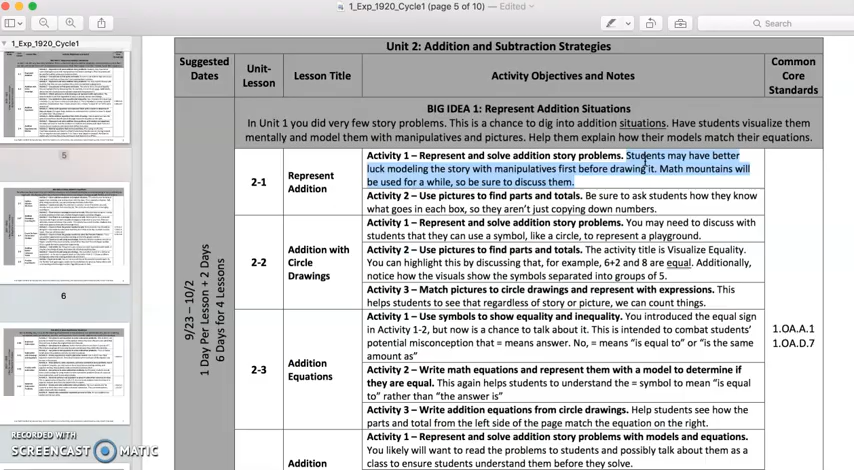 1_Exp_1920_Cycle1 (page 5 of 10) — Edited
Search
1_Exp_1920_Cycle1
5
6
Unit 2: Addition and Subtraction Strategies
Suggested Dates
Unit-Lesson
Lesson Title
Activity Objectives and Notes
Common Core Standards
BIG IDEA 1: Represent Addition Situations
In Unit 1 you did very few story problems. This is a chance to dig into addition situations. Have students visualize them
mentally and model them with manipulatives and pictures. Help them explain how their models match their equations.
9/23 – 10/2
1 Day Per Lesson + 2 Days
6 Days for 4 Lessons
2-1
Represent
Addition
Activity 1 – Represent and solve addition story problems. Students may have better
luck modeling the story with manipulatives first before drawing it. Math mountains will
be used for a while, so be sure to discuss them.
Activity 2 – Use pictures to find parts and totals. Be sure to ask students how they know
what goes in each box, so they aren't just copying down numbers.
2-2
Addition with
Circle
Drawings
Activity 1 – Represent and solve addition story problems. You may need to discuss with
students that they can use a symbol, like a circle, to represent a playground.
Activity 2 – Use pictures to find parts and totals. The activity title is Visualize Equality.
You can highlight this by discussing that, for example, 6+2 and 8 are equal. Additionally,
notice how the visuals show the symbols separated into groups of 5.
Activity 3 – Match pictures to circle drawings and represent with expressions. This
helps students to see that regardless of story or picture, we can count things.
2-3
Addition
Equations
Activity 1 – Use symbols to show equality and inequality. You introduced the equal sign
in Activity 1-2, but now is a chance to talk about it. This is intended to combat students'
potential misconception that = means answer. No, = means "is equal to" or "is the same
amount as"
Activity 2 – Write math equations and represent them with a model to determine if
they are equal. This again helps students to understand the = symbol to mean "is equal
to" rather than "the answer is"
Activity 3 – Write addition equations from circle drawings. Help students see how the
parts and total from the left side of the page match the equation on the right.
1.OA.A.1
1.OA.D.7
Addition
Activity 1 – Represent and solve addition story problems with models and equations.
You likely will want to read the problems to students and possibly talk about them as a
class to ensure students understand them before they solve.
RECORDED WITH
SCREENCAST MATIC